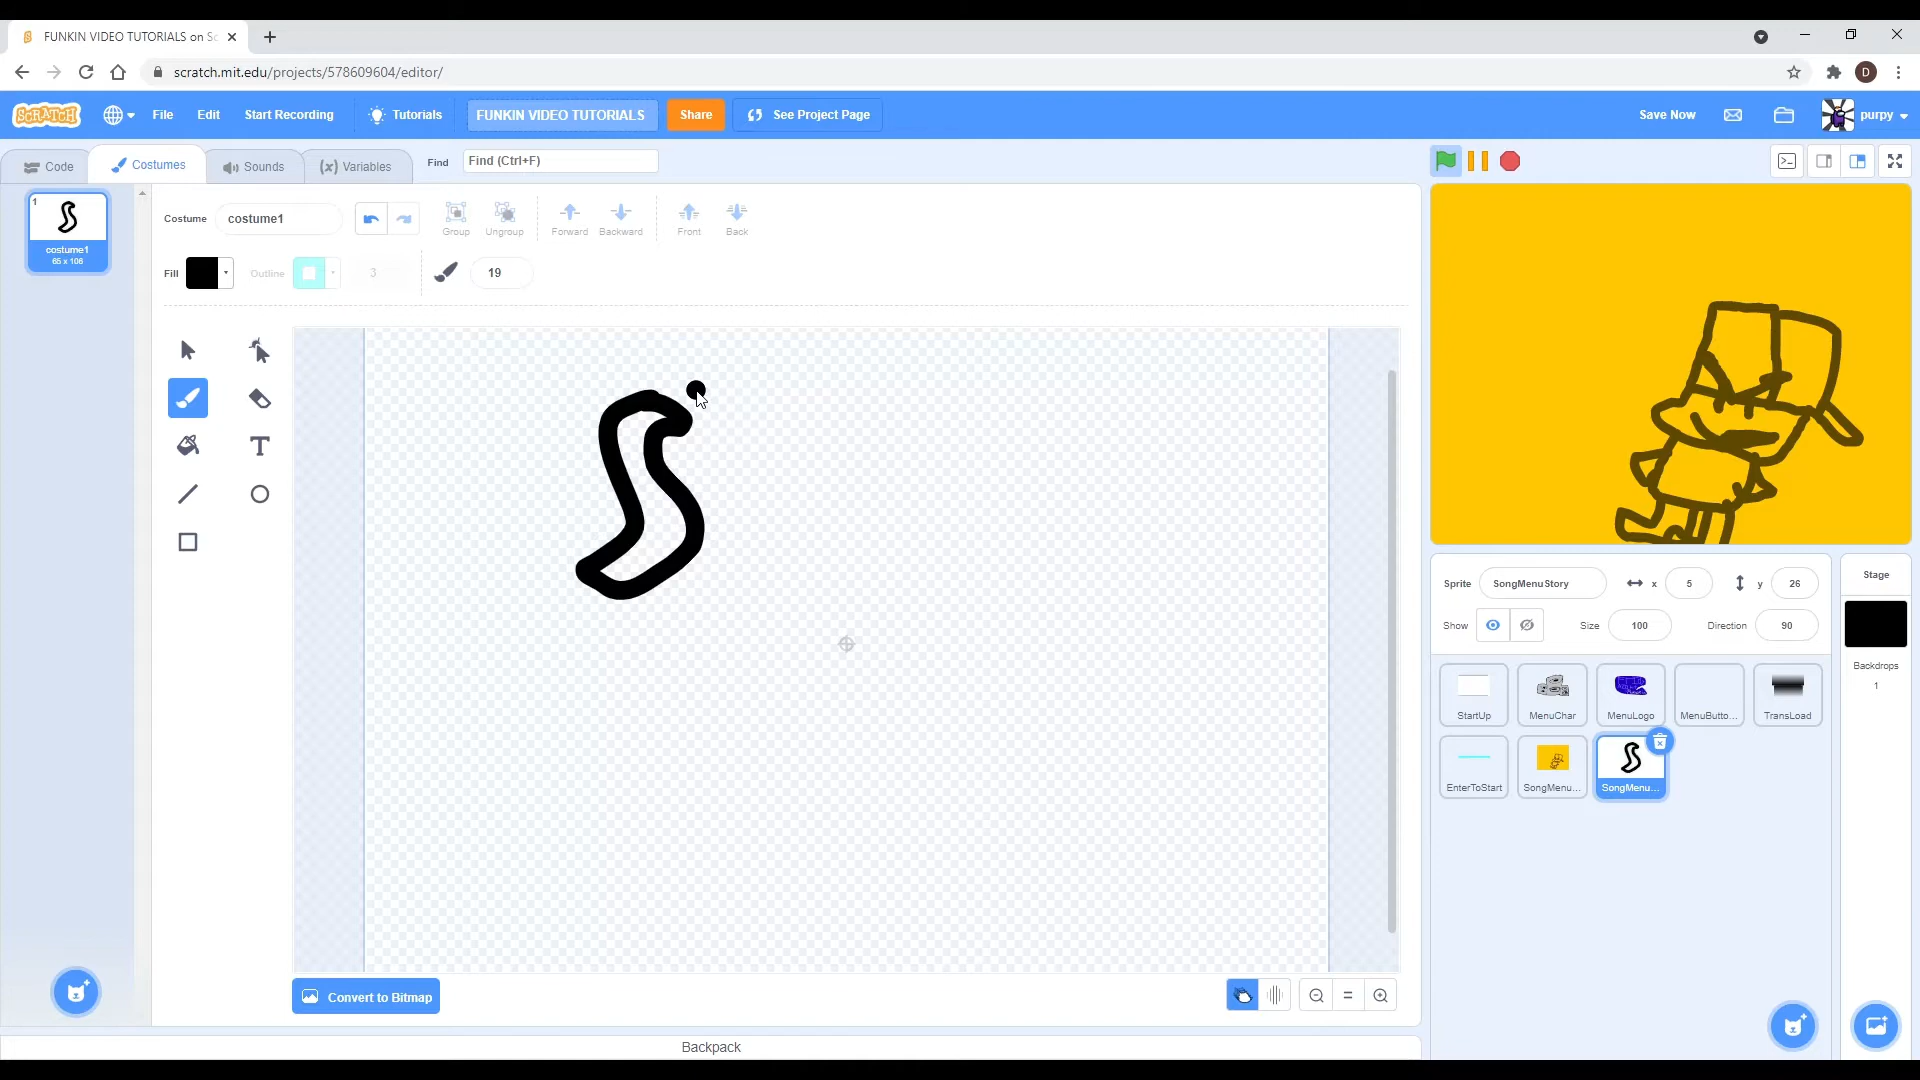 FUNKIN VIDEO TUTORIALS on Sc
scratch.mit.edu/projects/578609604/editor/
D
SCRATCH
File
Edit
Start Recording
Tutorials
FUNKIN VIDEO TUTORIALS
Share
See Project Page
Save Now
purpy
Code
Costumes
Sounds
(x) Variables
Find
Find (Ctrl+F)
1
costume1
65 x 106
Costume
costume1
Group
Ungroup
Forward
Backward
Front
Back
Fill
Outline
3
19
T
S
Convert to Bitmap
Backpack
Sprite
SongMenuStory
x
5
y
26
Show
Size
100
Direction
90
Stage
Backdrops
1
StartUp
MenuChar
MenuLogo
MenuButto...
TransLoad
EnterToStart
SongMenu...
SongMenu...